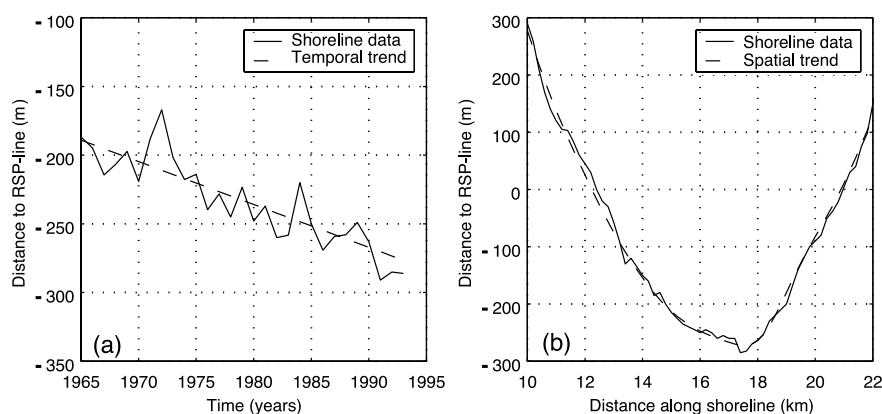 - 100
- 150
- 200
- 250
- 300
- 350
Distance to RSP-line (m)
Shoreline data
Temporal trend
(a)
1965 1970 1975 1980 1985 1990 1995
Time (years)
300
200
100
0
- 100
- 200
- 300
Distance to RSP-line (m)
Shoreline data
Spatial trend
(b)
10 12 14 16 18 20 22
Distance along shoreline (km)